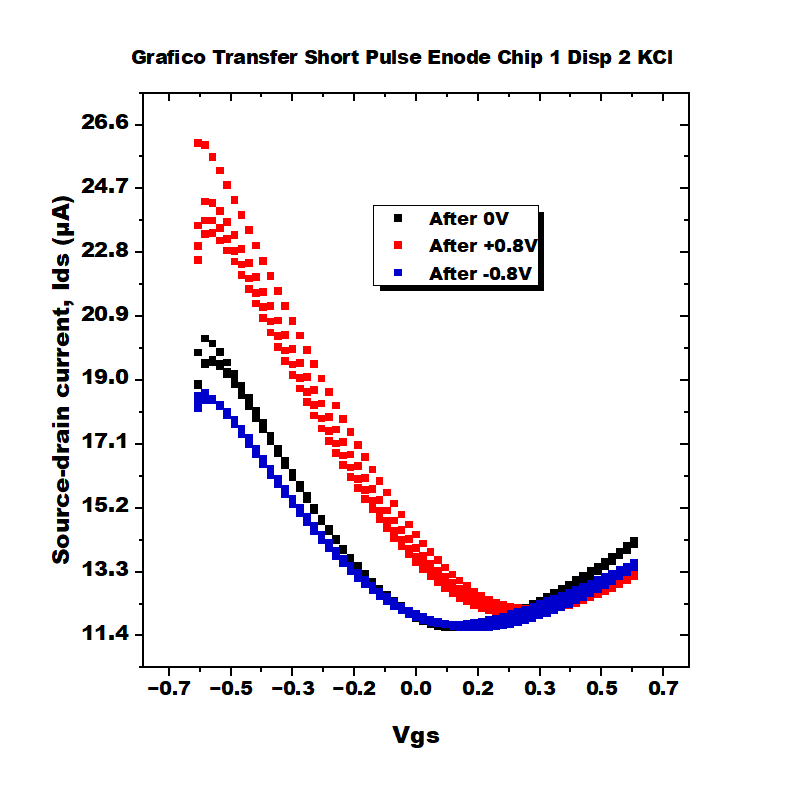 Grafico Transfer Short Pulse Enode Chip 1 Disp 2 KCl
26.6
24.7
22.8
20.9
19.0
17.1
15.2
13.3
11.4
Source-drain current, Ids (µA)
After 0V
After +0.8V
After -0.8V
−0.7 −0.5 −0.3 −0.2 0.0 0.2 0.3 0.5 0.7
Vgs